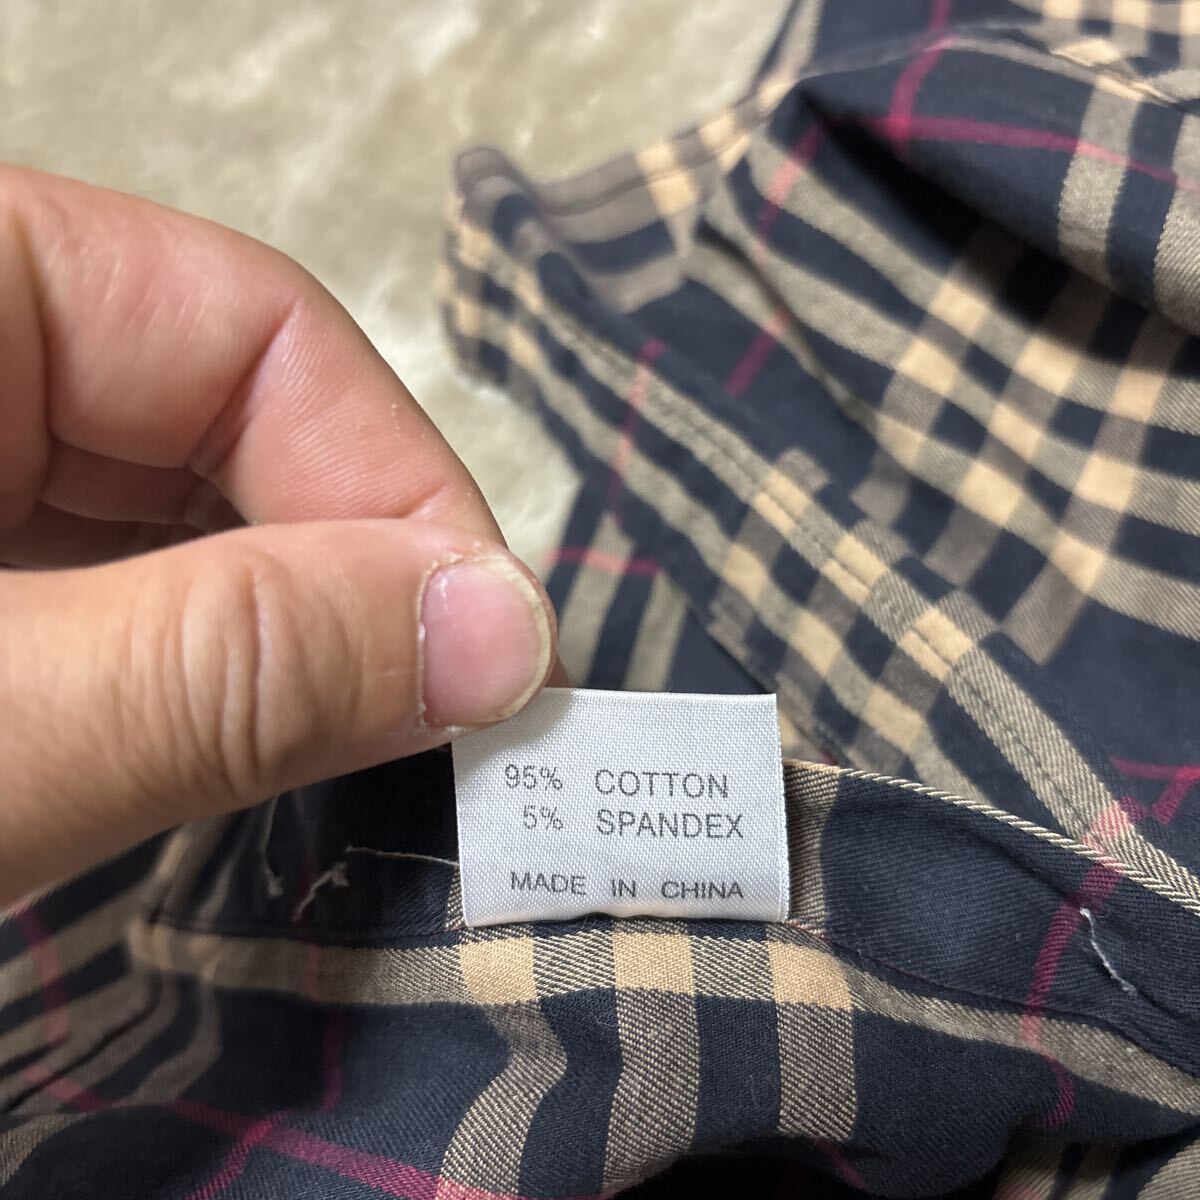 95% COTTON
5% SPANDEX
MADE IN CHINA